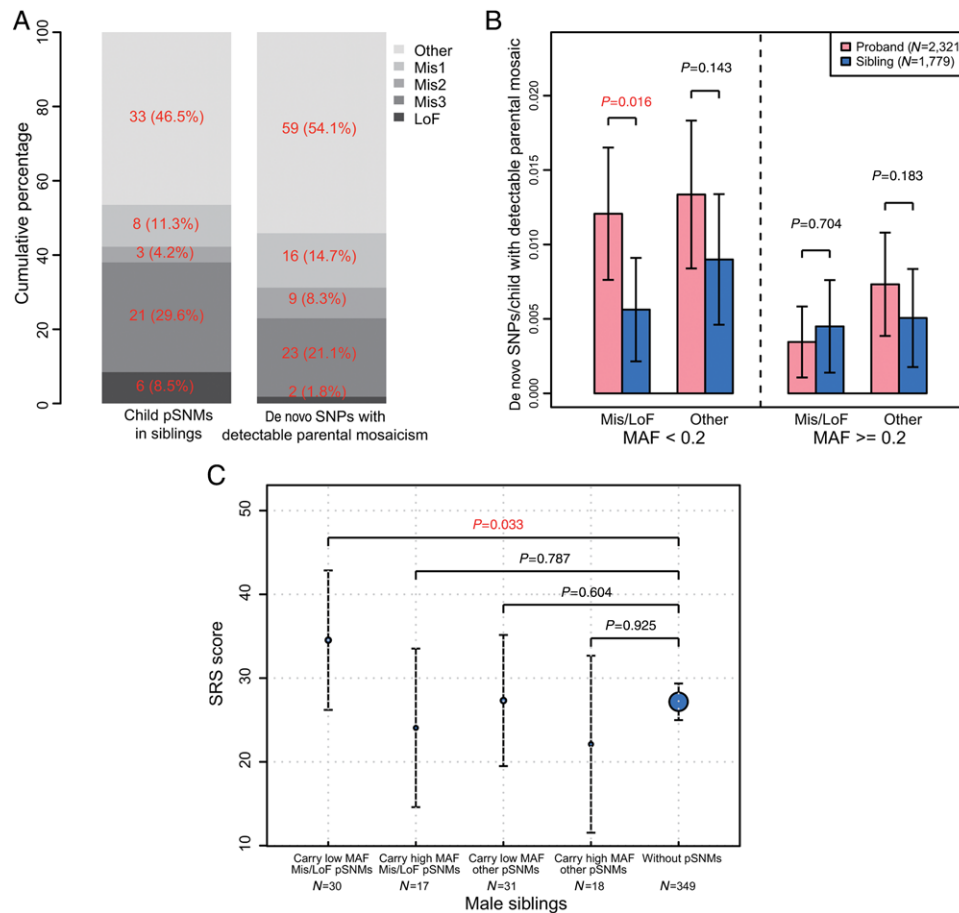 A
Cumulative percentage
100
80
60
40
20
0
33 (46.5%)
8 (11.3%)
3 (4.2%)
21 (29.6%)
6 (8.5%)
59 (54.1%)
16 (14.7%)
9 (8.3%)
23 (21.1%)
2 (1.8%)
Child pSNMs
in siblings
De novo SNPs with
detectable parental mosaicism
Other
Mis1
Mis2
Mis3
LoF
B
De novo SNPs/child with detectable parental mosaic
0.020
0.015
0.010
0.005
0.000
Proband (N=2,321
Sibling (N=1,779)
P=0.016
P=0.143
P=0.704
P=0.183
Mis/LoF
Other
Mis/LoF
Other
MAF < 0.2
MAF >= 0.2
C
SRS score
50
40
30
20
10
P=0.033
P=0.787
P=0.604
P=0.925
Carry low MAF
Mis/LoF pSNMs
N=30
Carry high MAF
Mis/LoF pSNMs
N=17
Carry low MAF
other pSNMs
N=31
Carry high MAF
other pSNMs
N=18
Without pSNMs
N=349
Male siblings